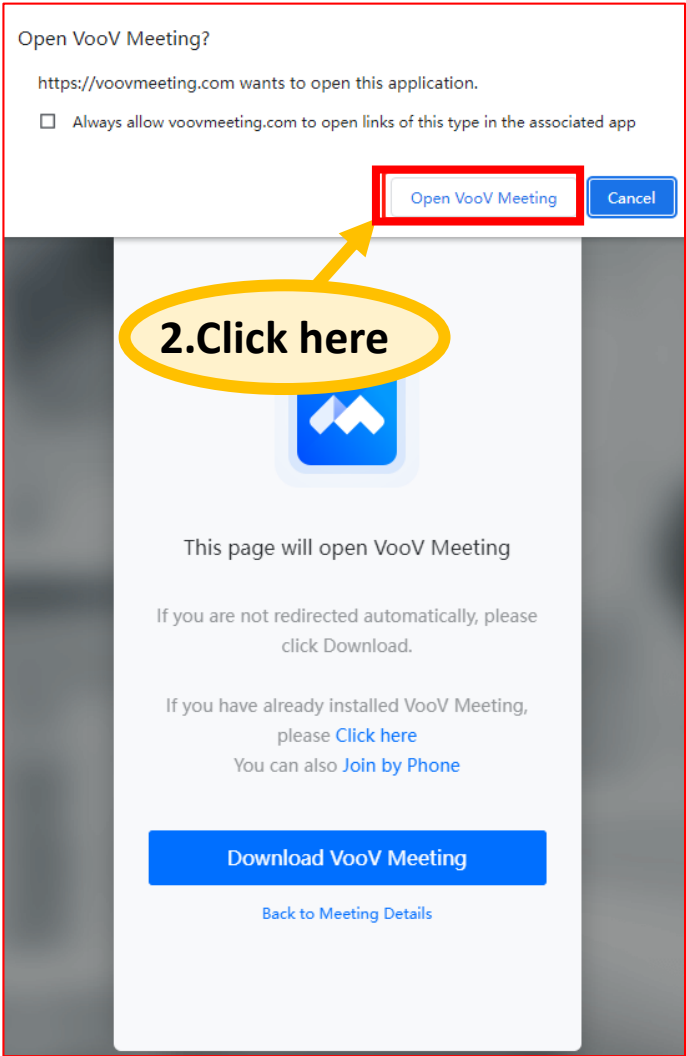 Open VooV Meeting?
https://voovmeeting.com wants to open this application.
Always allow voovmeeting.com to open links of this type in the associated app
Open VooV Meeting
Cancel
2.Click here
This page will open VooV Meeting
If you are not redirected automatically, please
click Download.
If you have already installed VooV Meeting,
please Click here
You can also Join by Phone
Download VooV Meeting
Back to Meeting Details